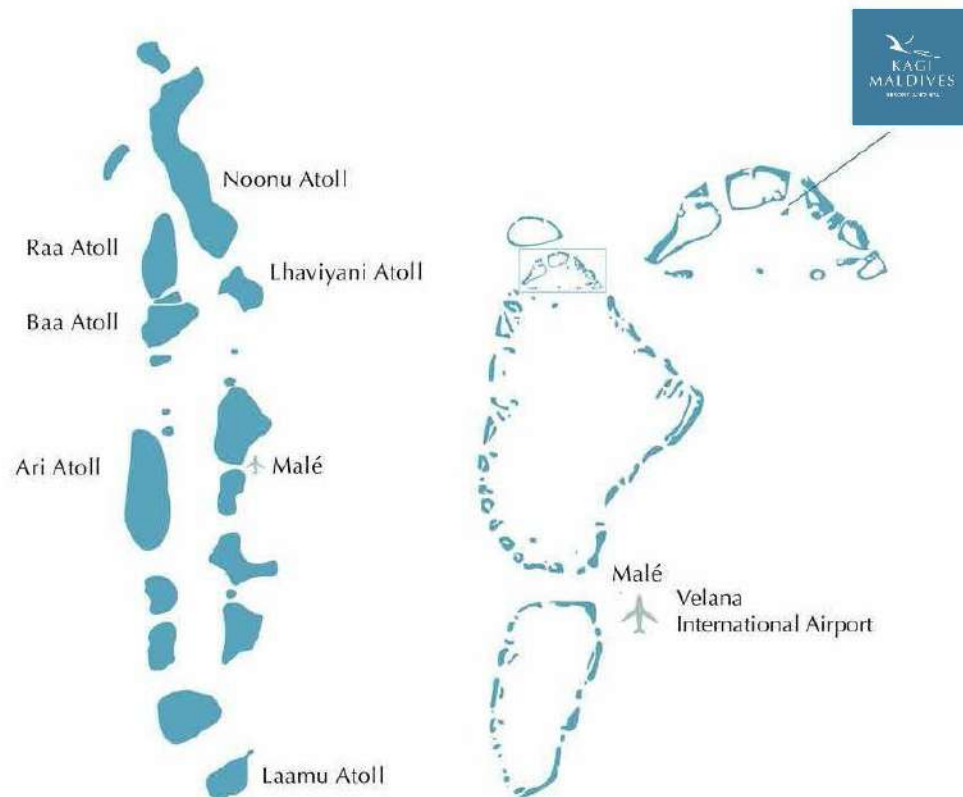 KAGI
MALDIVES
Noonu Atoll
Raa Atoll
Lhaviyani Atoll
Baa Atoll
Ari Atoll
Malé
Malé
Velana
International Airport
Laamu Atoll